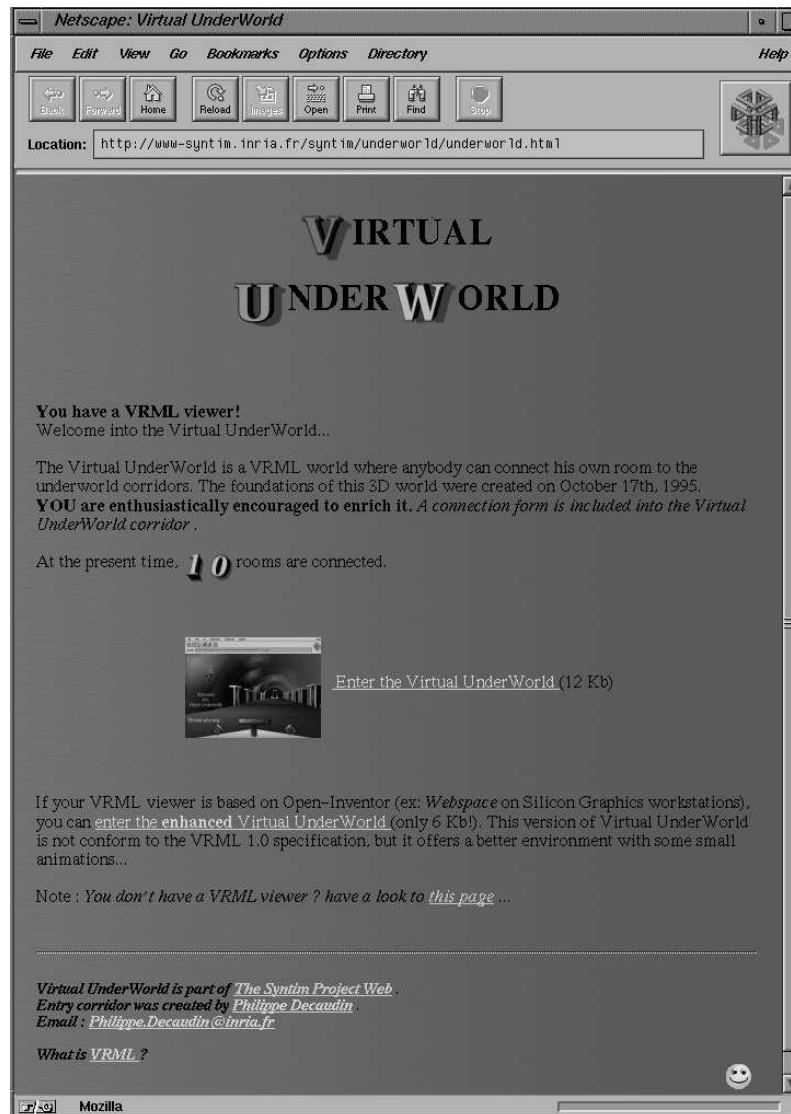 Netscape: Virtual UnderWorld
File Edit View Go Bookmarks Options Directory Help
Back Forward Home Reload Images Open Print Find Stop
Location: http://www-syntim.inria.fr/syntim/underworld/underworld.html
VIRTUAL
UNDERWORLD
You have a VRML viewer!
Welcome into the Virtual UnderWorld...
The Virtual UnderWorld is a VRML world where anybody can connect his own room to the
underworld corridors. The foundations of this 3D world were created on October 17th, 1995.
YOU are enthusiastically encouraged to enrich it. A connection form is included into the Virtual
UnderWorld corridor .
At the present time, 10 rooms are connected.
Enter the Virtual UnderWorld (12 Kb)
If your VRML viewer is based on Open-Inventor (ex: Webspace on Silicon Graphics workstations),
you can enter the enhanced Virtual UnderWorld (only 6 Kb!). This version of Virtual UnderWorld
is not conform to the VRML 1.0 specification, but it offers a better environment with some small
animations...
Note : You don't have a VRML viewer ? have a look to this page ...
Virtual UnderWorld is part of The Syntim Project Web .
Entry corridor was created by Philippe Decaudin .
Email : Philippe.Decaudin@inria.fr
What is VRML ?
Mozilla